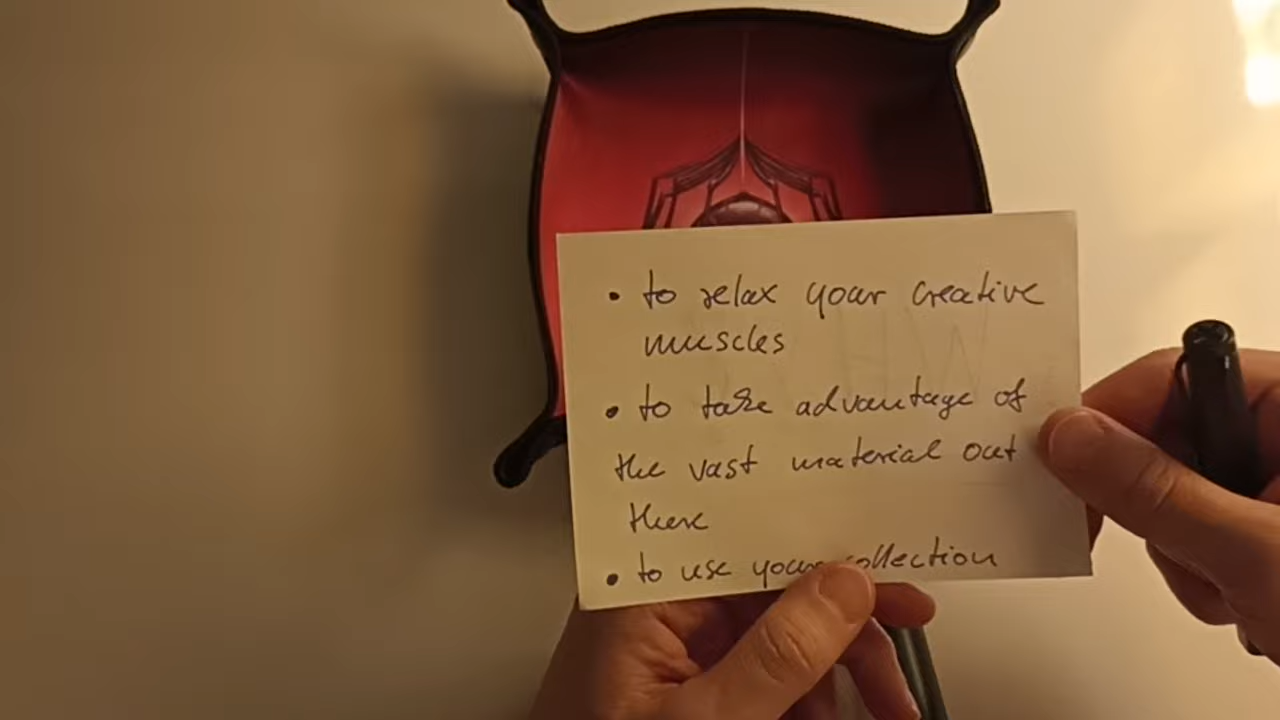 • to relax your creative
muscles
• to take advantage of
the vast material out
there
• to use your collection